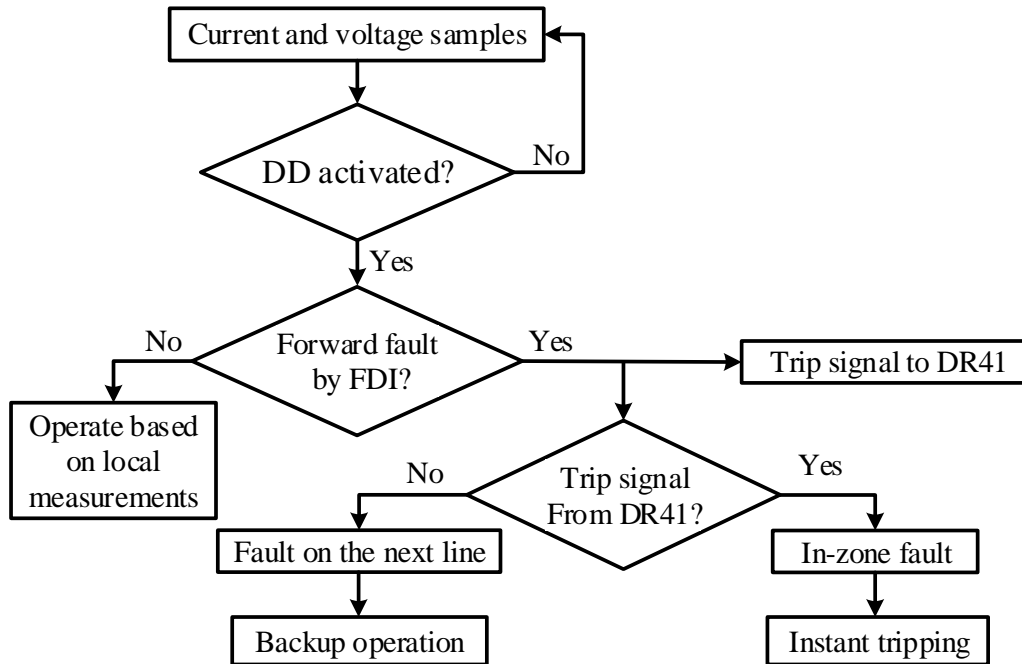 Current and voltage samples
No
DD activated?
Yes
No
Forward fault
by FDI?
Yes
Trip signal to DR41
Operate based
on local
measurements
No
Trip signal
From DR41?
Yes
Fault on the next line
In-zone fault
Backup operation
Instant tripping